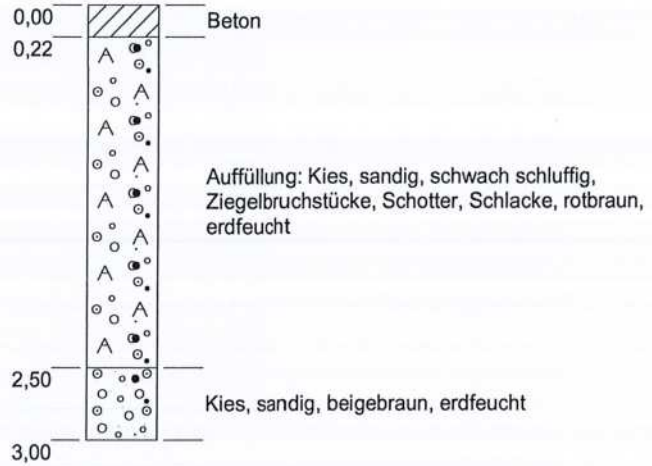 0,00
Beton
0,22
Auffüllung: Kies, sandig, schwach schluffig,
Ziegelbruchstücke, Schotter, Schlacke, rotbraun,
erdfeucht
2,50
Kies, sandig, beigebraun, erdfeucht
3,00